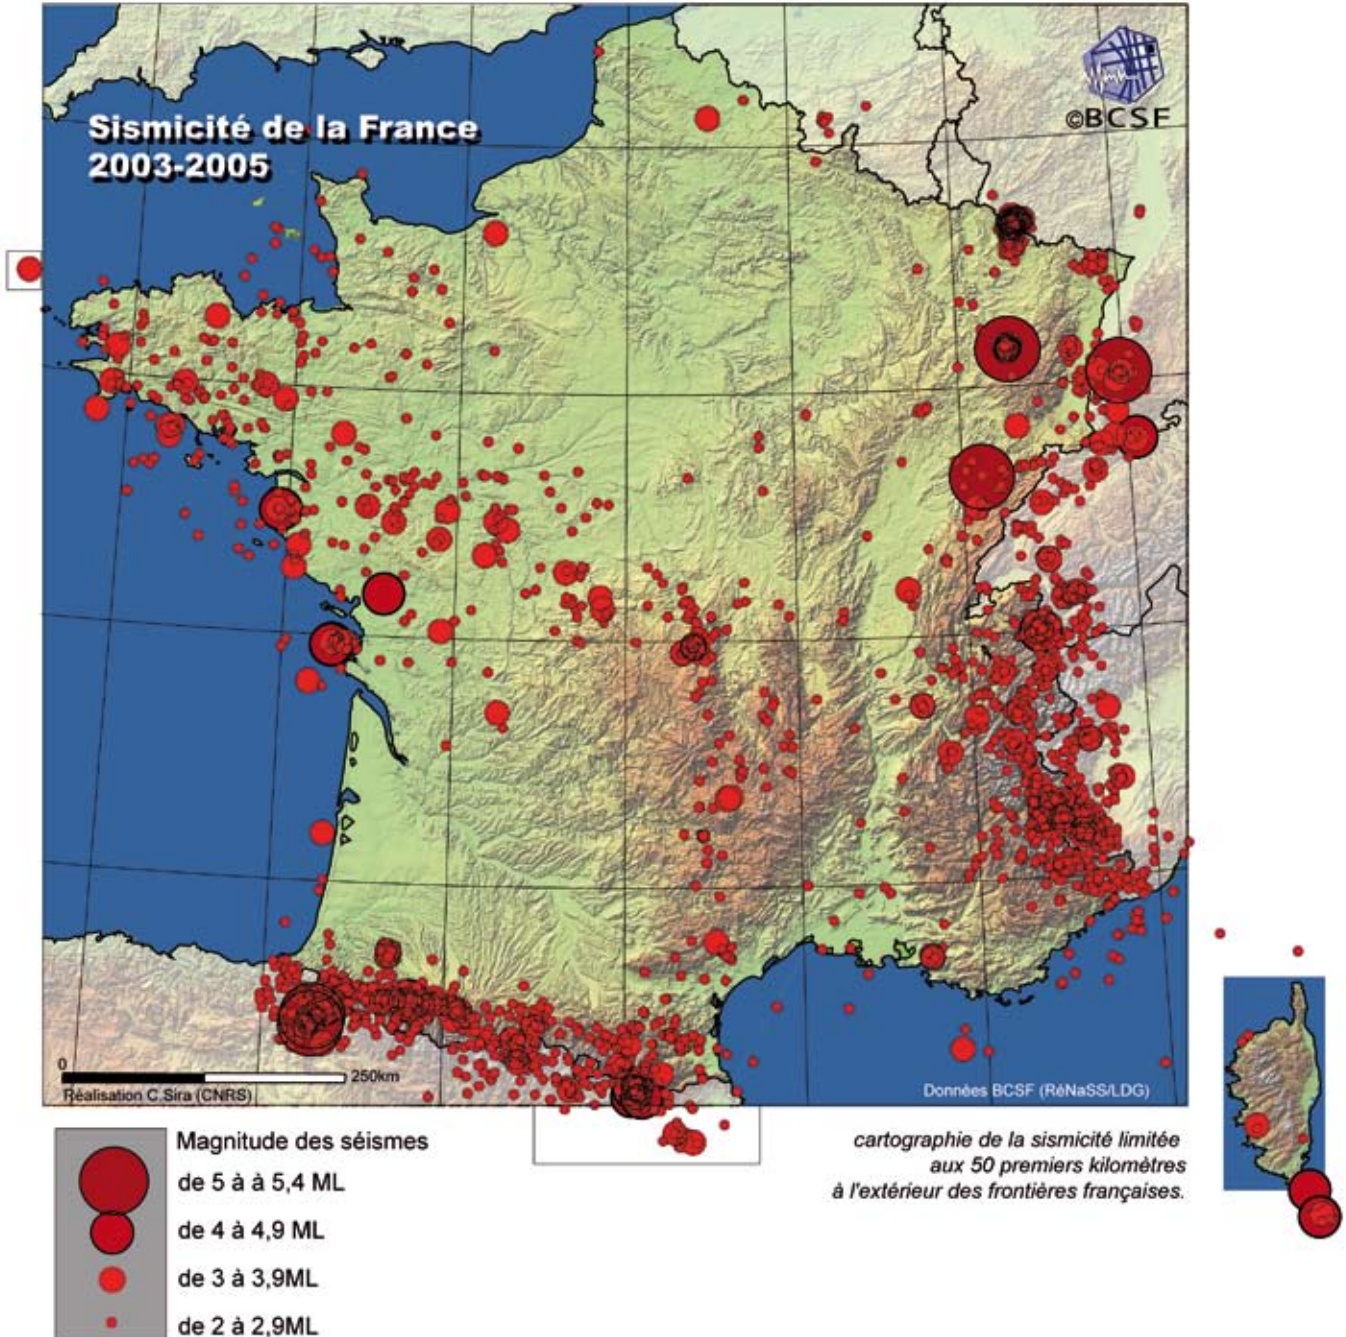 ©BCSF
Sismicité de la France
2003-2005
0
250km
Réalisation C.Sira (CNRS)
Données BCSF (RéNaSS/LDG)
Magnitude des séismes
de 5 à à 5,4 ML
de 4 à 4,9 ML
de 3 à 3,9ML
de 2 à 2,9ML
cartographie de la sismicité limitée
aux 50 premiers kilomètres
à l'extérieur des frontières françaises.